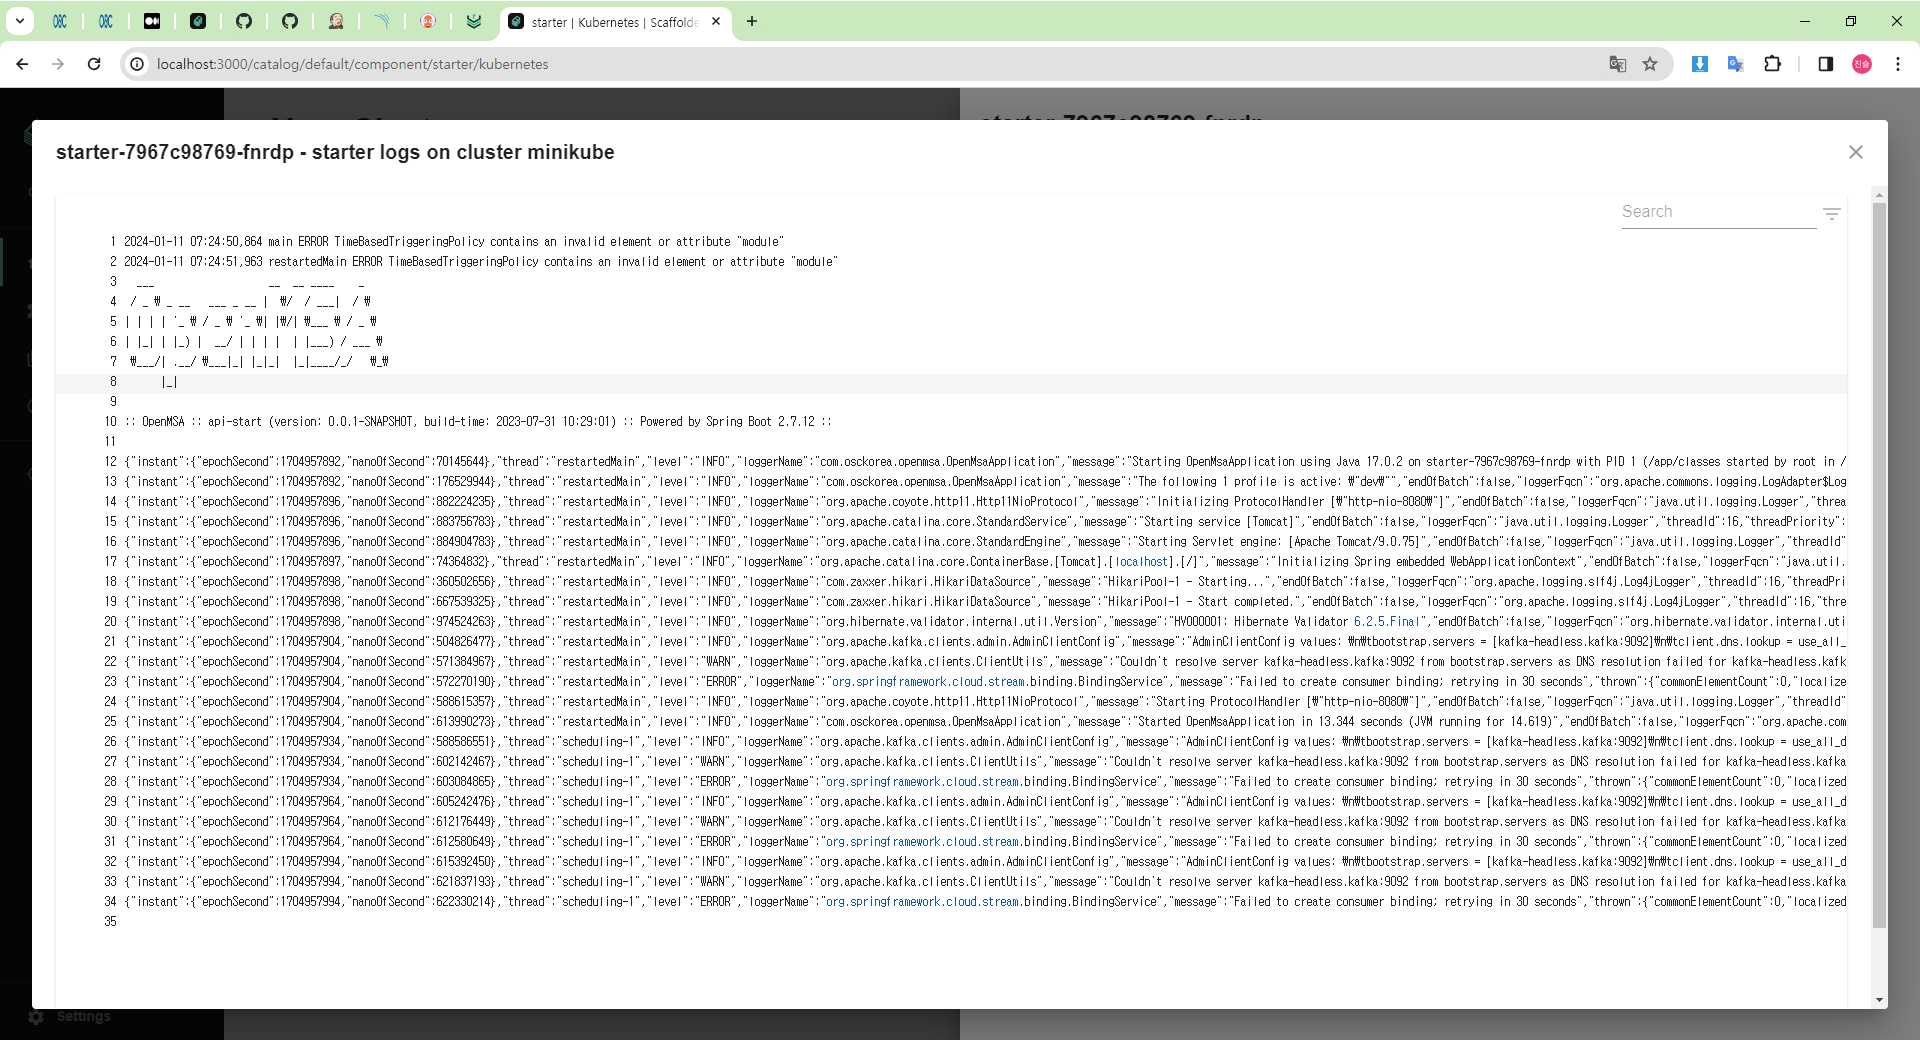 starter | Kubernetes | Scaffolde
localhost:3000/catalog/default/component/starter/kubernetes
진솔
starter-7967c98769-fnrdp
starter-7967c98769-fnrdp - starter logs on cluster minikube
Search
1 2024-01-11 07:24:50,864 main ERROR TimeBasedTriggeringPolicy contains an invalid element or attribute "module"
2 2024-01-11 07:24:51,963 restartedMain ERROR TimeBasedTriggeringPolicy contains an invalid element or attribute "module"
3   ___                   __  __ ____    _
4  / _ ₩ _ __   ___ _ __ |  ₩/  / ___|  / ₩
5 | | | | '_ ₩ / _ ₩ '_ ₩| |₩/| ₩___ ₩ / _ ₩
6 | |_| | |_) |  __/ | | | |  | |___) / ___ ₩
7  ₩___/| .__/ ₩___|_| |_|_|  |_|____/_/   ₩_₩
8       |_|
9
10 :: OpenMSA :: api-start (version: 0.0.1-SNAPSHOT, build-time: 2023-07-31 10:29:01) :: Powered by Spring Boot 2.7.12 ::
11
12 {"instant":{"epochSecond":1704957892,"nanoOfSecond":70145644},"thread":"restartedMain","level":"INFO","loggerName":"com.osckorea.openmsa.OpenMsaApplication","message":"Starting OpenMsaApplication using Java 17.0.2 on starter-7967c98769-fnrdp with PID 1 (/app/classes started by root in /
13 {"instant":{"epochSecond":1704957892,"nanoOfSecond":176529944},"thread":"restartedMain","level":"INFO","loggerName":"com.osckorea.openmsa.OpenMsaApplication","message":"The following 1 profile is active: ₩"dev₩"","endOfBatch":false,"loggerFqcn":"org.apache.commons.logging.LogAdapter$Log
14 {"instant":{"epochSecond":1704957896,"nanoOfSecond":882224235},"thread":"restartedMain","level":"INFO","loggerName":"org.apache.coyote.http11.Http11NioProtocol","message":"Initializing ProtocolHandler [₩"http-nio-8080₩"]","endOfBatch":false,"loggerFqcn":"java.util.logging.Logger","threa
15 {"instant":{"epochSecond":1704957896,"nanoOfSecond":883756783},"thread":"restartedMain","level":"INFO","loggerName":"org.apache.catalina.core.StandardService","message":"Starting service [Tomcat]","endOfBatch":false,"loggerFqcn":"java.util.logging.Logger","threadId":16,"threadPriority":
16 {"instant":{"epochSecond":1704957896,"nanoOfSecond":884904783},"thread":"restartedMain","level":"INFO","loggerName":"org.apache.catalina.core.StandardEngine","message":"Starting Servlet engine: [Apache Tomcat/9.0.75]","endOfBatch":false,"loggerFqcn":"java.util.logging.Logger","threadId"
17 {"instant":{"epochSecond":1704957897,"nanoOfSecond":74364832},"thread":"restartedMain","level":"INFO","loggerName":"org.apache.catalina.core.ContainerBase.[Tomcat].[localhost].[/]","message":"Initializing Spring embedded WebApplicationContext","endOfBatch":false,"loggerFqcn":"java.util.
18 {"instant":{"epochSecond":1704957898,"nanoOfSecond":360502656},"thread":"restartedMain","level":"INFO","loggerName":"com.zaxxer.hikari.HikariDataSource","message":"HikariPool-1 - Starting...","endOfBatch":false,"loggerFqcn":"org.apache.logging.slf4j.Log4jLogger","threadId":16,"threadPri
19 {"instant":{"epochSecond":1704957898,"nanoOfSecond":667539325},"thread":"restartedMain","level":"INFO","loggerName":"com.zaxxer.hikari.HikariDataSource","message":"HikariPool-1 - Start completed.","endOfBatch":false,"loggerFqcn":"org.apache.logging.slf4j.Log4jLogger","threadId":16,"thre
20 {"instant":{"epochSecond":1704957898,"nanoOfSecond":974524263},"thread":"restartedMain","level":"INFO","loggerName":"org.hibernate.validator.internal.util.Version","message":"HV000001: Hibernate Validator 6.2.5.Final","endOfBatch":false,"loggerFqcn":"org.hibernate.validator.internal.uti
21 {"instant":{"epochSecond":1704957904,"nanoOfSecond":504826477},"thread":"restartedMain","level":"INFO","loggerName":"org.apache.kafka.clients.admin.AdminClientConfig","message":"AdminClientConfig values: ₩n₩tbootstrap.servers = [kafka-headless.kafka:9092]₩n₩tclient.dns.lookup = use_all_
22 {"instant":{"epochSecond":1704957904,"nanoOfSecond":571384967},"thread":"restartedMain","level":"WARN","loggerName":"org.apache.kafka.clients.ClientUtils","message":"Couldn't resolve server kafka-headless.kafka:9092 from bootstrap.servers as DNS resolution failed for kafka-headless.kafk
23 {"instant":{"epochSecond":1704957904,"nanoOfSecond":572270190},"thread":"restartedMain","level":"ERROR","loggerName":"org.springframework.cloud.stream.binding.BindingService","message":"Failed to create consumer binding; retrying in 30 seconds","thrown":{"commonElementCount":0,"localize
24 {"instant":{"epochSecond":1704957904,"nanoOfSecond":588615357},"thread":"restartedMain","level":"INFO","loggerName":"org.apache.coyote.http11.Http11NioProtocol","message":"Starting ProtocolHandler [₩"http-nio-8080₩"]","endOfBatch":false,"loggerFqcn":"java.util.logging.Logger","threadId"
25 {"instant":{"epochSecond":1704957904,"nanoOfSecond":613990273},"thread":"restartedMain","level":"INFO","loggerName":"com.osckorea.openmsa.OpenMsaApplication","message":"Started OpenMsaApplication in 13.344 seconds (JVM running for 14.619)","endOfBatch":false,"loggerFqcn":"org.apache.com
26 {"instant":{"epochSecond":1704957934,"nanoOfSecond":588586551},"thread":"scheduling-1","level":"INFO","loggerName":"org.apache.kafka.clients.admin.AdminClientConfig","message":"AdminClientConfig values: ₩n₩tbootstrap.servers = [kafka-headless.kafka:9092]₩n₩tclient.dns.lookup = use_all_d
27 {"instant":{"epochSecond":1704957934,"nanoOfSecond":602142467},"thread":"scheduling-1","level":"WARN","loggerName":"org.apache.kafka.clients.ClientUtils","message":"Couldn't resolve server kafka-headless.kafka:9092 from bootstrap.servers as DNS resolution failed for kafka-headless.kafka
28 {"instant":{"epochSecond":1704957934,"nanoOfSecond":603084865},"thread":"scheduling-1","level":"ERROR","loggerName":"org.springframework.cloud.stream.binding.BindingService","message":"Failed to create consumer binding; retrying in 30 seconds","thrown":{"commonElementCount":0,"localized
29 {"instant":{"epochSecond":1704957964,"nanoOfSecond":605242476},"thread":"scheduling-1","level":"INFO","loggerName":"org.apache.kafka.clients.admin.AdminClientConfig","message":"AdminClientConfig values: ₩n₩tbootstrap.servers = [kafka-headless.kafka:9092]₩n₩tclient.dns.lookup = use_all_d
30 {"instant":{"epochSecond":1704957964,"nanoOfSecond":612176449},"thread":"scheduling-1","level":"WARN","loggerName":"org.apache.kafka.clients.ClientUtils","message":"Couldn't resolve server kafka-headless.kafka:9092 from bootstrap.servers as DNS resolution failed for kafka-headless.kafka
31 {"instant":{"epochSecond":1704957964,"nanoOfSecond":612580649},"thread":"scheduling-1","level":"ERROR","loggerName":"org.springframework.cloud.stream.binding.BindingService","message":"Failed to create consumer binding; retrying in 30 seconds","thrown":{"commonElementCount":0,"localized
32 {"instant":{"epochSecond":1704957994,"nanoOfSecond":615392450},"thread":"scheduling-1","level":"INFO","loggerName":"org.apache.kafka.clients.admin.AdminClientConfig","message":"AdminClientConfig values: ₩n₩tbootstrap.servers = [kafka-headless.kafka:9092]₩n₩tclient.dns.lookup = use_all_d
33 {"instant":{"epochSecond":1704957994,"nanoOfSecond":621837193},"thread":"scheduling-1","level":"WARN","loggerName":"org.apache.kafka.clients.ClientUtils","message":"Couldn't resolve server kafka-headless.kafka:9092 from bootstrap.servers as DNS resolution failed for kafka-headless.kafka
34 {"instant":{"epochSecond":1704957994,"nanoOfSecond":622330214},"thread":"scheduling-1","level":"ERROR","loggerName":"org.springframework.cloud.stream.binding.BindingService","message":"Failed to create consumer binding; retrying in 30 seconds","thrown":{"commonElementCount":0,"localized
35
Settings